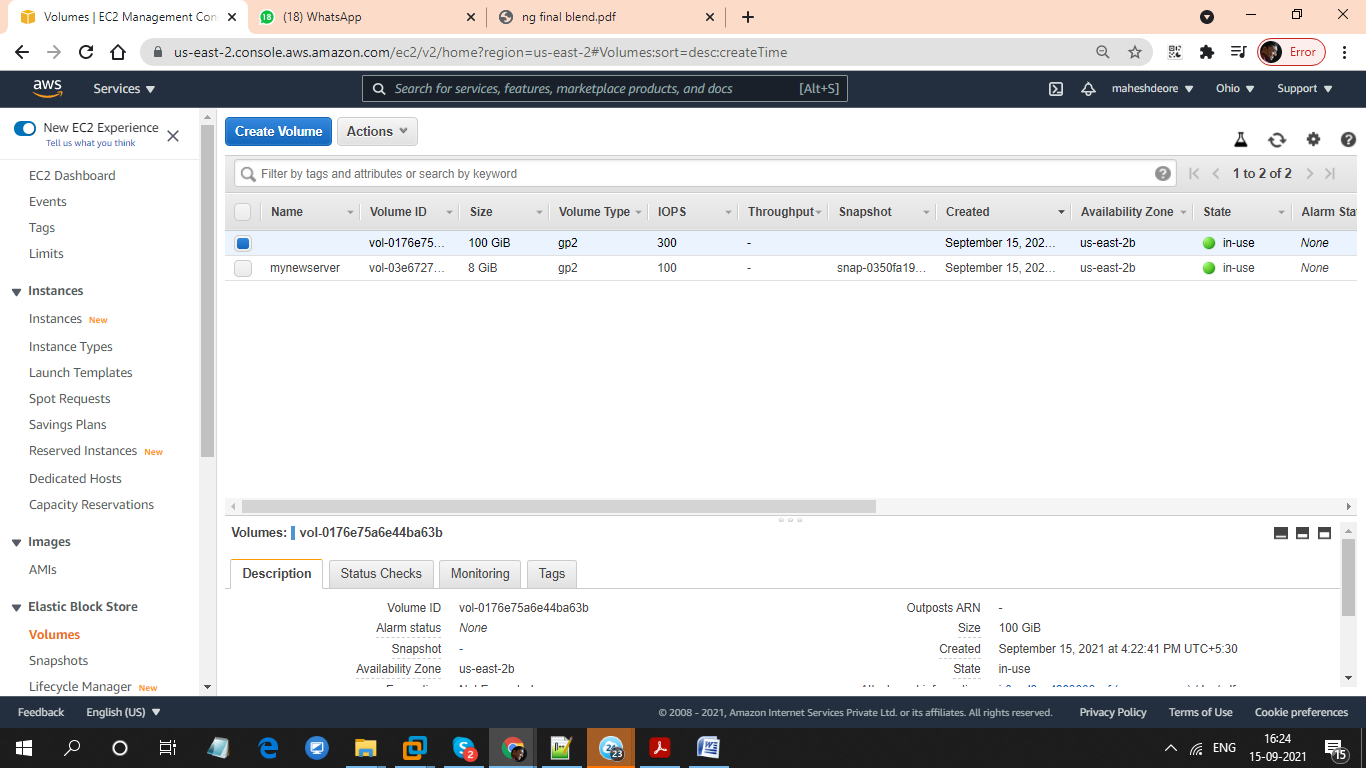 Volumes | EC2 Management Con
(18) WhatsApp
ng final blend.pdf
us-east-2.console.aws.amazon.com/ec2/v2/home?region=us-east-2#Volumes:sort=desc:createTime
Error
aws
Services
Search for services, features, marketplace products, and docs [Alt+S]
maheshdeore
Ohio
Support
New EC2 Experience
Tell us what you think
EC2 Dashboard
Events
Tags
Limits
Instances
Instances New
Instance Types
Launch Templates
Spot Requests
Savings Plans
Reserved Instances New
Dedicated Hosts
Capacity Reservations
Images
AMIs
Elastic Block Store
Volumes
Snapshots
Lifecycle Manager New
Create Volume
Actions
Filter by tags and attributes or search by keyword
1 to 2 of 2
Name Volume ID Size Volume Type IOPS Throughput Snapshot Created Availability Zone State Alarm Sta
vol-0176e75... 100 GiB gp2 300 - September 15, 202... us-east-2b in-use None
mynewserver vol-03e6727... 8 GiB gp2 100 - snap-0350fa19... September 15, 202... us-east-2b in-use None
Volumes: vol-0176e75a6e44ba63b
Description Status Checks Monitoring Tags
Volume ID vol-0176e75a6e44ba63b Outposts ARN -
Alarm status None Size 100 GiB
Snapshot - Created September 15, 2021 at 4:22:41 PM UTC+5:30
Availability Zone us-east-2b State in-use
Feedback English (US)
© 2008 - 2021, Amazon Internet Services Private Ltd. or its affiliates. All rights reserved.
Privacy Policy Terms of Use Cookie preferences
ENG
16:24
15-09-2021